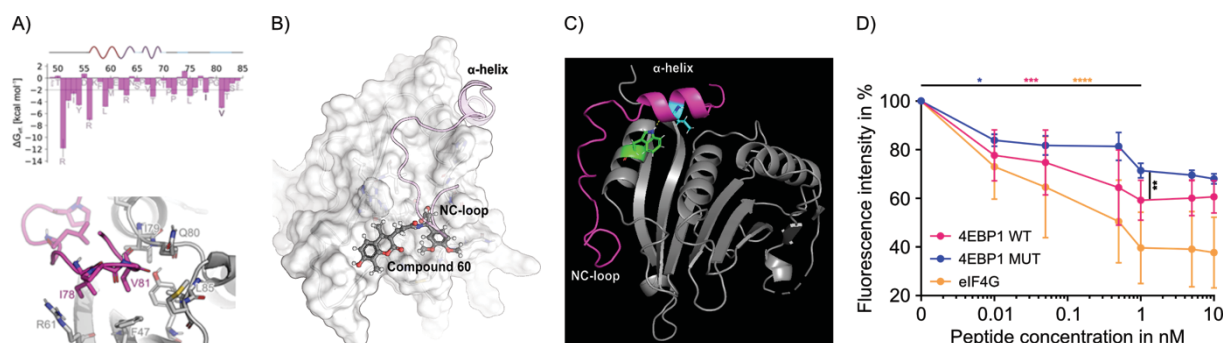 A)
50 55 60 65 70 75 80 85
2
0
-2
-4
-6
-8
-10
-12
-14
ΔG
[kcal mol⁻¹]
R
I
Y
R
L
R
P
L
I
V
I79
Q80
I78
V81
L85
R61
F47
B)
α-helix
NC-loop
Compound 60
C)
α-helix
NC-loop
D)
Fluorescence intensity in %
100
80
60
40
20
* *** ****
**
4EBP1 WT
4EBP1 MUT
eIF4G
0 0.01 0.1 1 10
Peptide concentration in nM